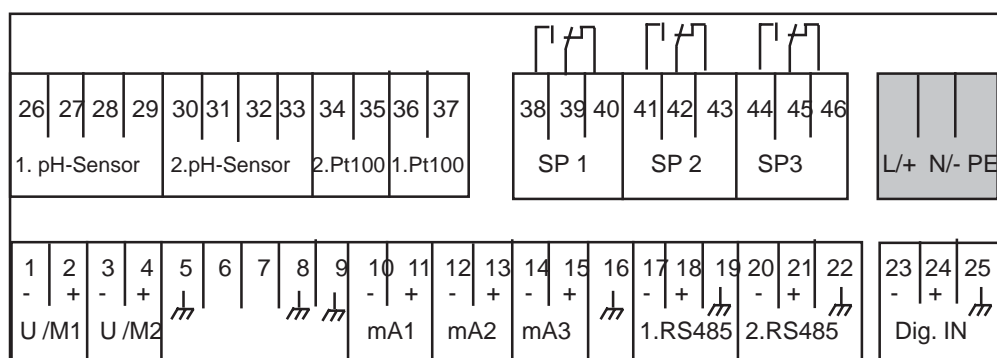 26 27 28 29 30 31 32 33 34 35 36 37 38 39 40 41 42 43 44 45 46
1. pH-Sensor 2.pH-Sensor 2.Pt100 1.Pt100 SP 1 SP 2 SP3 L/+ N/- PE
1 2 3 4 5 6 7 8 9 10 11 12 13 14 15 16 17 18 19 20 21 22 23 24 25
- + - + - + - + - + - + - + - +
U /M1 U /M2 mA1 mA2 mA3 1.RS485 2.RS485 Dig. IN